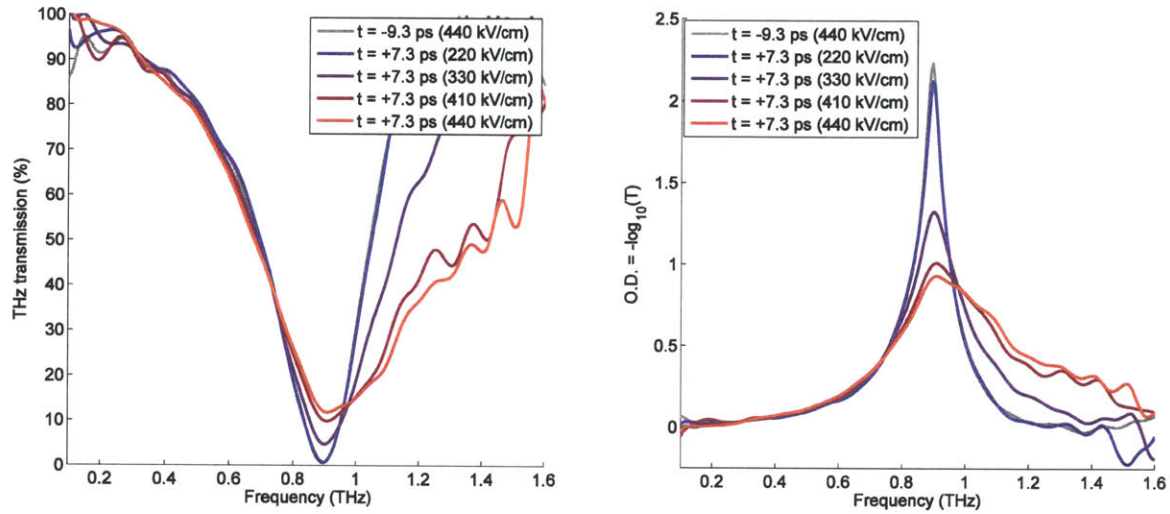 100
90
80
70
60
50
40
30
20
10
0
THz transmission (%)
0.2
0.4
0.6
0.8
1
1.2
1.4
1.6
Frequency (THz)
t = -9.3 ps (440 kV/cm)
t = +7.3 ps (220 kV/cm)
t = +7.3 ps (330 kV/cm)
t = +7.3 ps (410 kV/cm)
t = +7.3 ps (440 kV/cm)
2.5
2
1.5
1
0.5
0
O.D. = -log10(T)
0.2
0.4
0.6
0.8
1
1.2
1.4
1.6
Frequency (THz)
t = -9.3 ps (440 kV/cm)
t = +7.3 ps (220 kV/cm)
t = +7.3 ps (330 kV/cm)
t = +7.3 ps (410 kV/cm)
t = +7.3 ps (440 kV/cm)